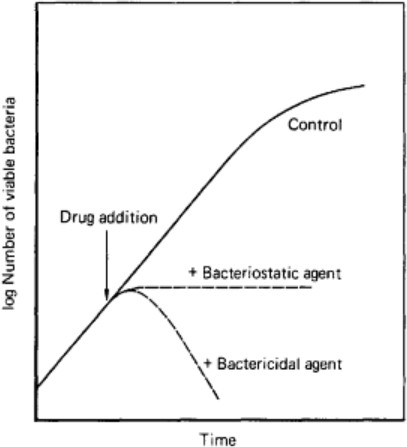 Control
Drug addition
+ Bacteriostatic agent
+ Bactericidal agent
log Number of viable bacteria
Time